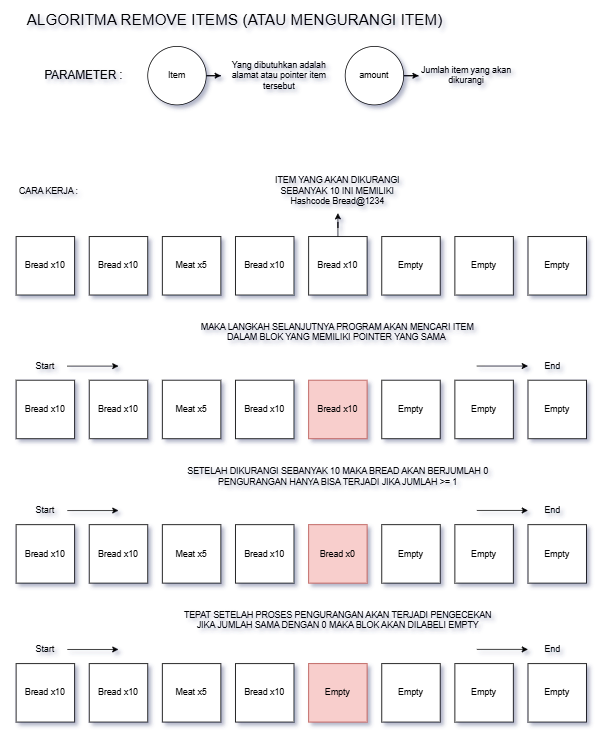 ALGORITMA REMOVE ITEMS (ATAU MENGURANGI ITEM)
PARAMETER :
Item
Yang dibutuhkan adalah
alamat atau pointer item
tersebut
amount
Jumlah item yang akan
dikurangi
CARA KERJA :
ITEM YANG AKAN DIKURANGI
SEBANYAK 10 INI MEMILIKI
Hashcode Bread@1234
Bread x10 Bread x10 Meat x5 Bread x10 Bread x10 Empty Empty Empty
MAKA LANGKAH SELANJUTNYA PROGRAM AKAN MENCARI ITEM
DALAM BLOK YANG MEMILIKI POINTER YANG SAMA
Start End
Bread x10 Bread x10 Meat x5 Bread x10 Bread x10 Empty Empty Empty
SETELAH DIKURANGI SEBANYAK 10 MAKA BREAD AKAN BERJUMLAH 0
PENGURANGAN HANYA BISA TERJADI JIKA JUMLAH >= 1
Start End
Bread x10 Bread x10 Meat x5 Bread x10 Bread x0 Empty Empty Empty
TEPAT SETELAH PROSES PENGURANGAN AKAN TERJADI PENGECEKAN
JIKA JUMLAH SAMA DENGAN 0 MAKA BLOK AKAN DILABELI EMPTY
Start End
Bread x10 Bread x10 Meat x5 Bread x10 Empty Empty Empty Empty